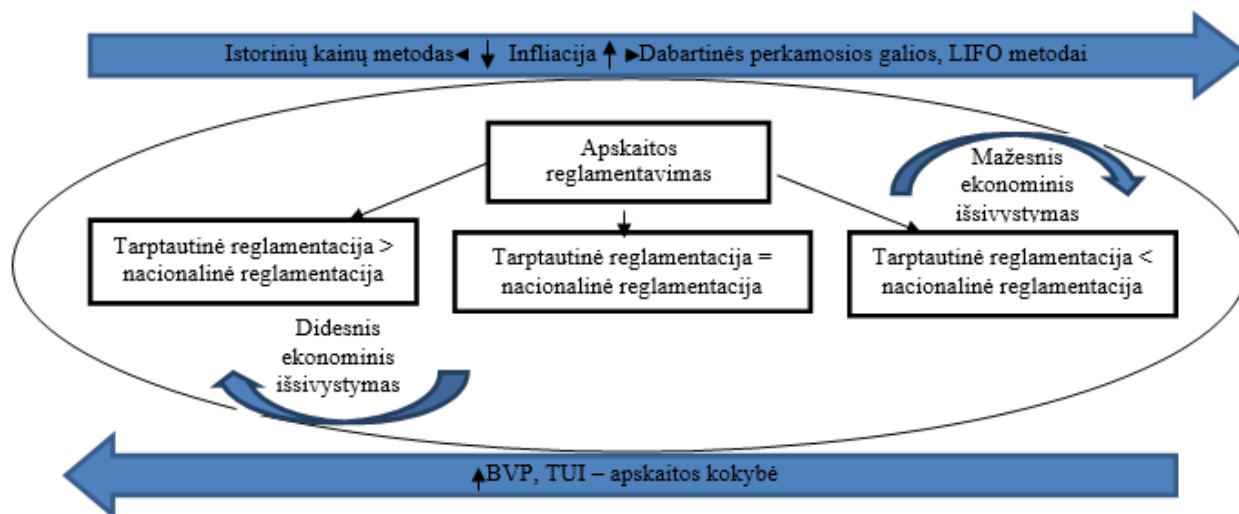 Istorinių kainų metodas◄ ↓ Infliacija ↑ ►Dabartinės perkamosios galios, LIFO metodai
Apskaitos
reglamentavimas
Mažesnis
ekonominis
išsivystymas
Tarptautinė reglamentacija >
nacionalinė reglamentacija
Tarptautinė reglamentacija =
nacionalinė reglamentacija
Tarptautinė reglamentacija <
nacionalinė reglamentacija
Didesnis
ekonominis
išsivystymas
↑BVP, TUI – apskaitos kokybė